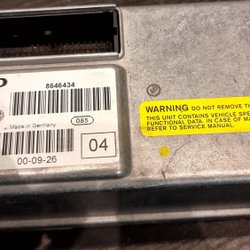 8646434
Made in Germany
085
00-09-26
04
WARNING DO NOT REMOVE TH
THIS UNIT CONTAINS VEHICLE SPE
FUNCTIONAL DATA. IN CASE OF MA
REFER TO SERVICE MANUAL.